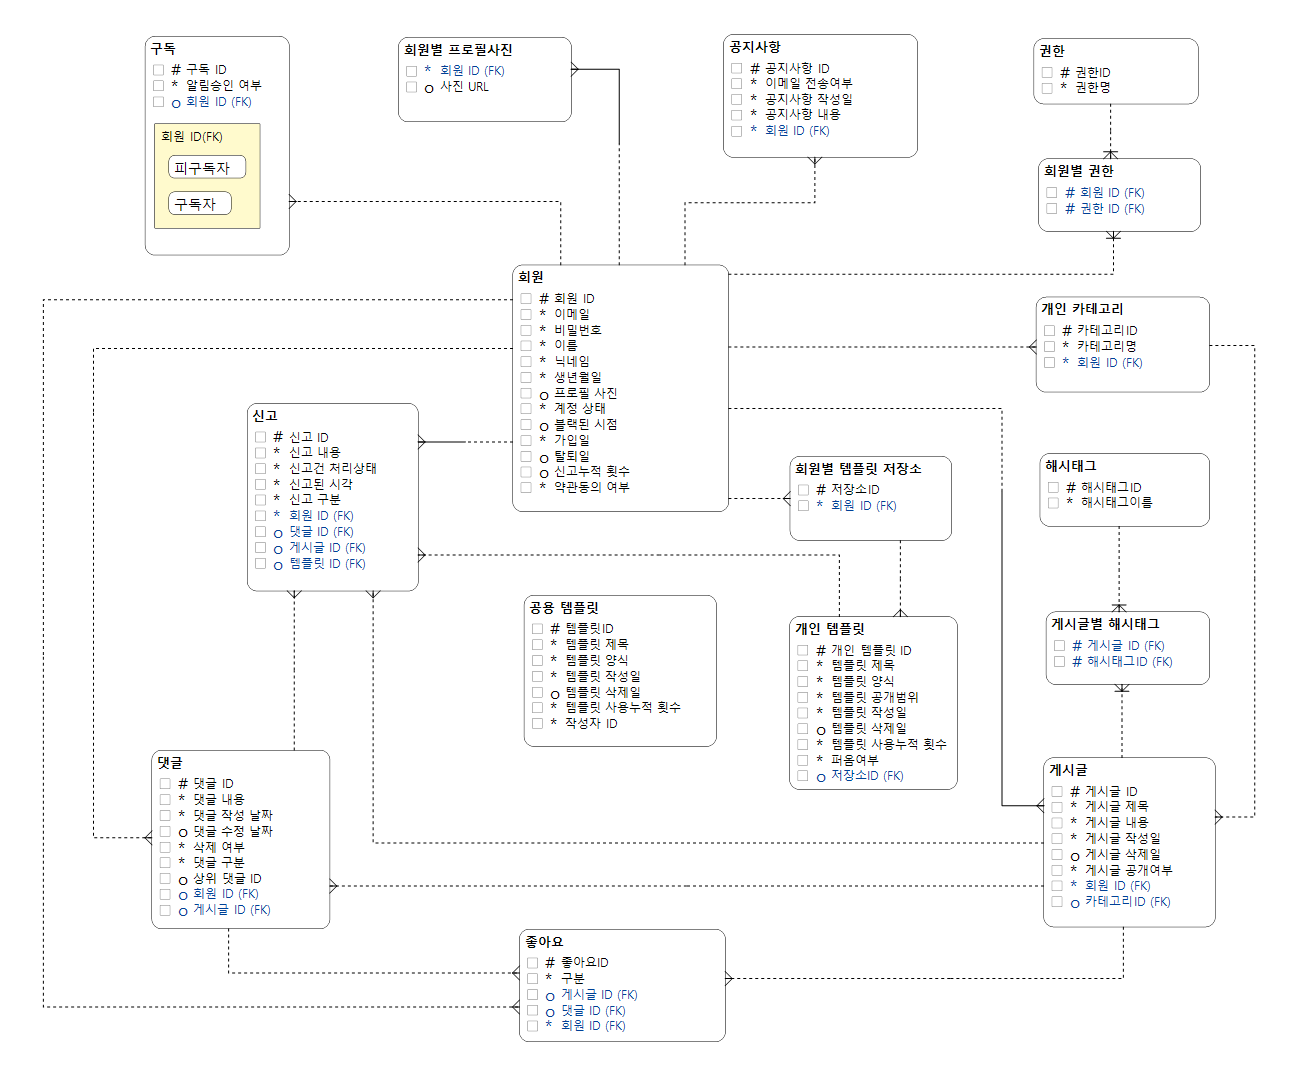 구독
# 구독 ID
* 알림승인 여부
o 회원 ID (FK)
회원 ID(FK)
피구독자
구독자
회원별 프로필사진
* 회원 ID (FK)
o 사진 URL
공지사항
# 공지사항 ID
* 이메일 전송여부
* 공지사항 작성일
* 공지사항 내용
* 회원 ID (FK)
권한
# 권한ID
* 권한명
회원별 권한
# 회원 ID (FK)
# 권한 ID (FK)
회원
# 회원 ID
* 이메일
* 비밀번호
* 이름
* 닉네임
* 생년월일
o 프로필 사진
* 계정 상태
o 블랙된 시점
* 가입일
o 탈퇴일
o 신고누적 횟수
* 약관동의 여부
개인 카테고리
# 카테고리ID
* 카테고리명
* 회원 ID (FK)
신고
# 신고 ID
* 신고 내용
* 신고건 처리상태
* 신고된 시각
* 신고 구분
* 회원 ID (FK)
o 댓글 ID (FK)
o 게시글 ID (FK)
o 템플릿 ID (FK)
회원별 템플릿 저장소
# 저장소ID
* 회원 ID (FK)
해시태그
# 해시태그ID
* 해시태그이름
공용 템플릿
# 템플릿ID
* 템플릿 제목
* 템플릿 양식
* 템플릿 작성일
o 템플릿 삭제일
* 템플릿 사용누적 횟수
* 작성자 ID
개인 템플릿
# 개인 템플릿 ID
* 템플릿 제목
* 템플릿 양식
* 템플릿 공개범위
* 템플릿 작성일
o 템플릿 삭제일
* 템플릿 사용누적 횟수
* 퍼옴여부
o 저장소ID (FK)
게시글별 해시태그
# 게시글 ID (FK)
# 해시태그ID (FK)
댓글
# 댓글 ID
* 댓글 내용
* 댓글 작성 날짜
o 댓글 수정 날짜
* 삭제 여부
* 댓글 구분
o 상위 댓글 ID
o 회원 ID (FK)
o 게시글 ID (FK)
게시글
# 게시글 ID
* 게시글 제목
* 게시글 내용
* 게시글 작성일
o 게시글 삭제일
* 게시글 공개여부
* 회원 ID (FK)
o 카테고리ID (FK)
좋아요
# 좋아요ID
* 구분
o 게시글 ID (FK)
o 댓글 ID (FK)
* 회원 ID (FK)